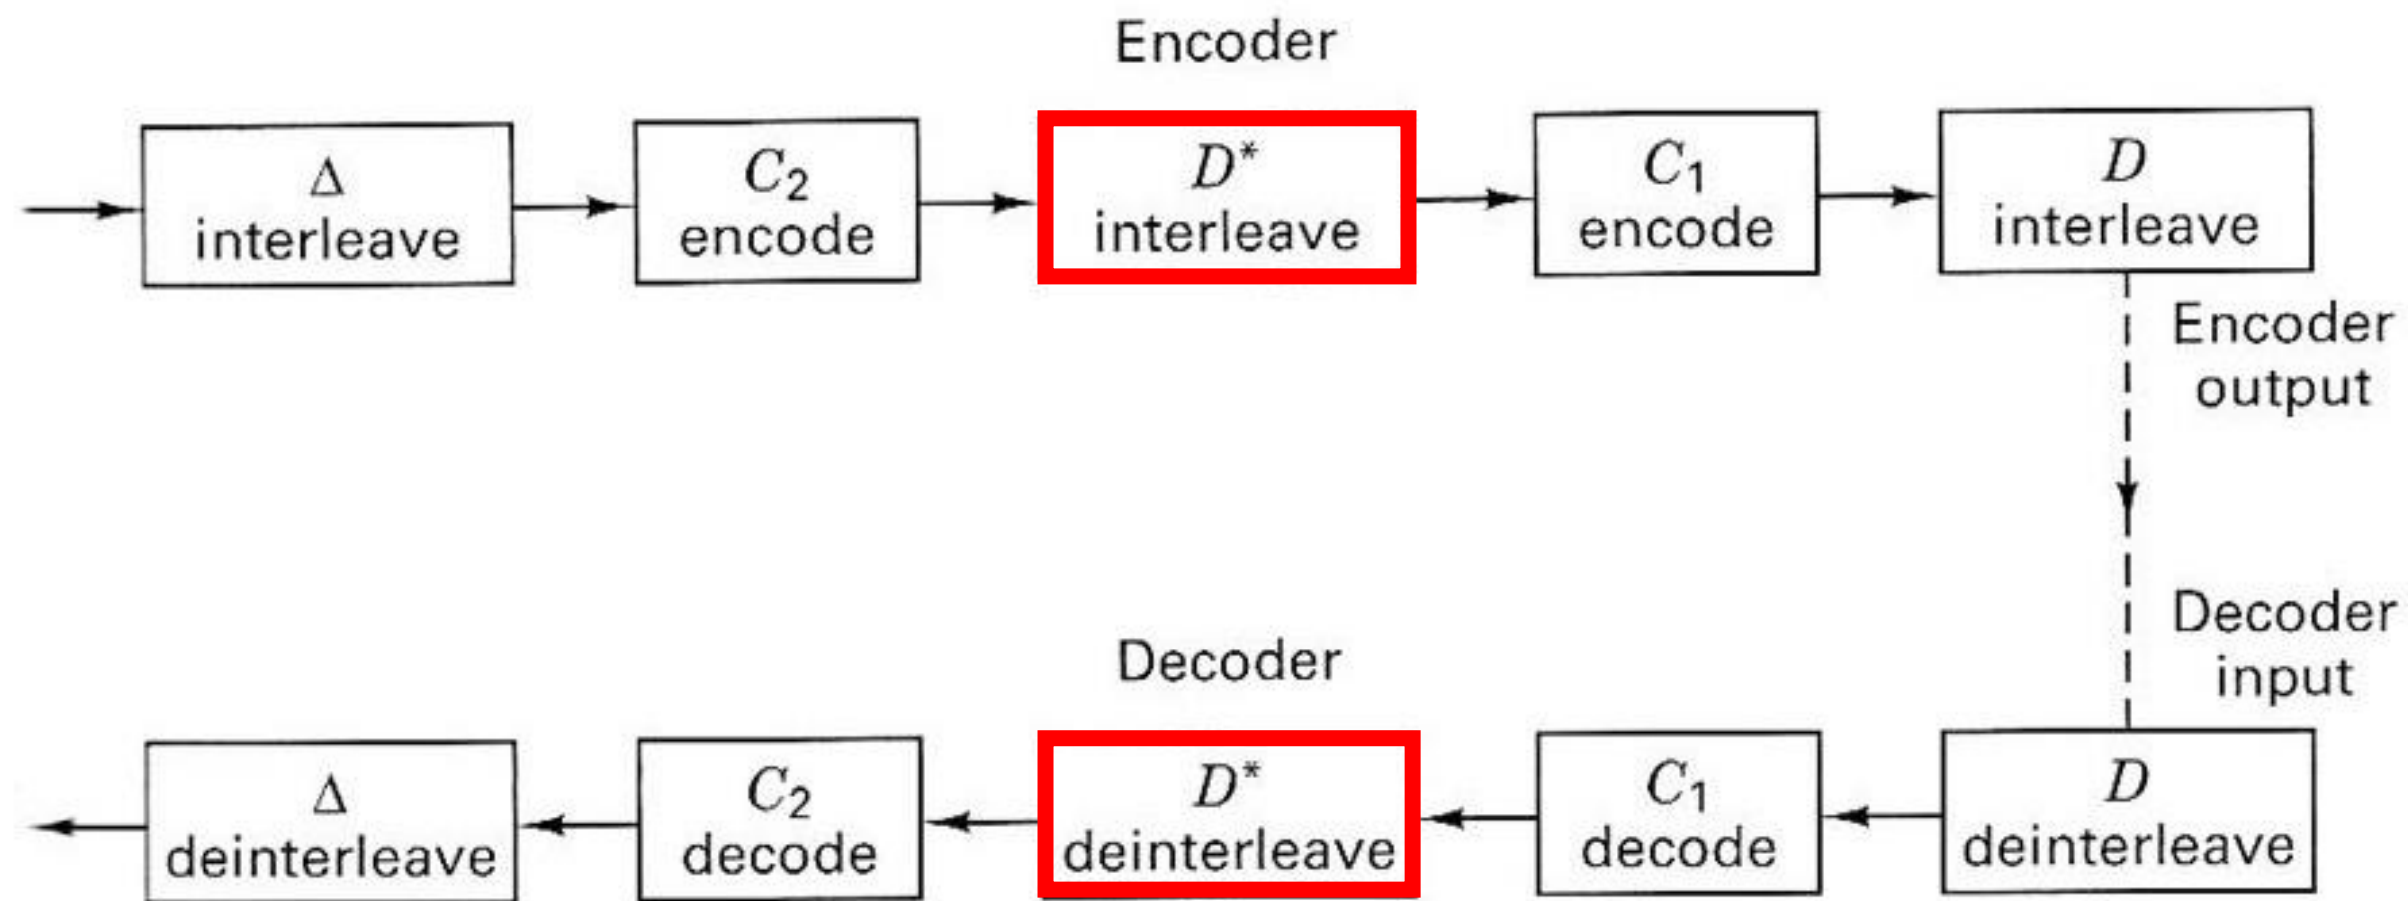 Encoder
Δ
interleave
C₂
encode
D*
interleave
C₁
encode
D
interleave
Encoder
output
Decoder
input
Decoder
Δ
deinterleave
C₂
decode
D*
deinterleave
C₁
decode
D
deinterleave